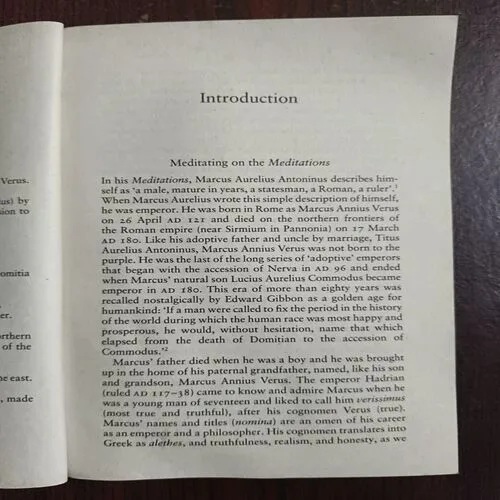 Verus.
us) by
sion to
omitia
er.
orthern
of the
he east.
, made
Introduction
Meditating on the Meditations
In his Meditations, Marcus Aurelius Antoninus describes him-
self as ‘a male, mature in years, a statesman, a Roman, a ruler’.¹
When Marcus Aurelius wrote this simple description of himself,
he was emperor. He was born in Rome as Marcus Annius Verus
on 26 April AD 121 and died on the northern frontiers of
the Roman empire (near Sirmium in Pannonia) on 17 March
AD 180. Like his adoptive father and uncle by marriage, Titus
Aurelius Antoninus, Marcus Annius Verus was not born to the
purple. He was the last of the long series of ‘adoptive’ emperors
that began with the accession of Nerva in AD 96 and ended
when Marcus’ natural son Lucius Aurelius Commodus became
emperor in AD 180. This era of more than eighty years was
recalled nostalgically by Edward Gibbon as a golden age for
humankind: ‘If a man were called to fix the period in the history
of the world during which the human race was most happy and
prosperous, he would, without hesitation, name that which
elapsed from the death of Domitian to the accession of
Commodus.’²
Marcus’ father died when he was a boy and he was brought
up in the home of his paternal grandfather, named, like his son
and grandson, Marcus Annius Verus. The emperor Hadrian
(ruled AD 117–38) came to know and admire Marcus when he
was a young man of seventeen and liked to call him verissimus
(most true and truthful), after his cognomen Verus (true).
Marcus’ names and titles (nomina) are an omen of his career
as an emperor and a philosopher. His cognomen translates into
Greek as alethes, and truthfulness, realism, and honesty, as we